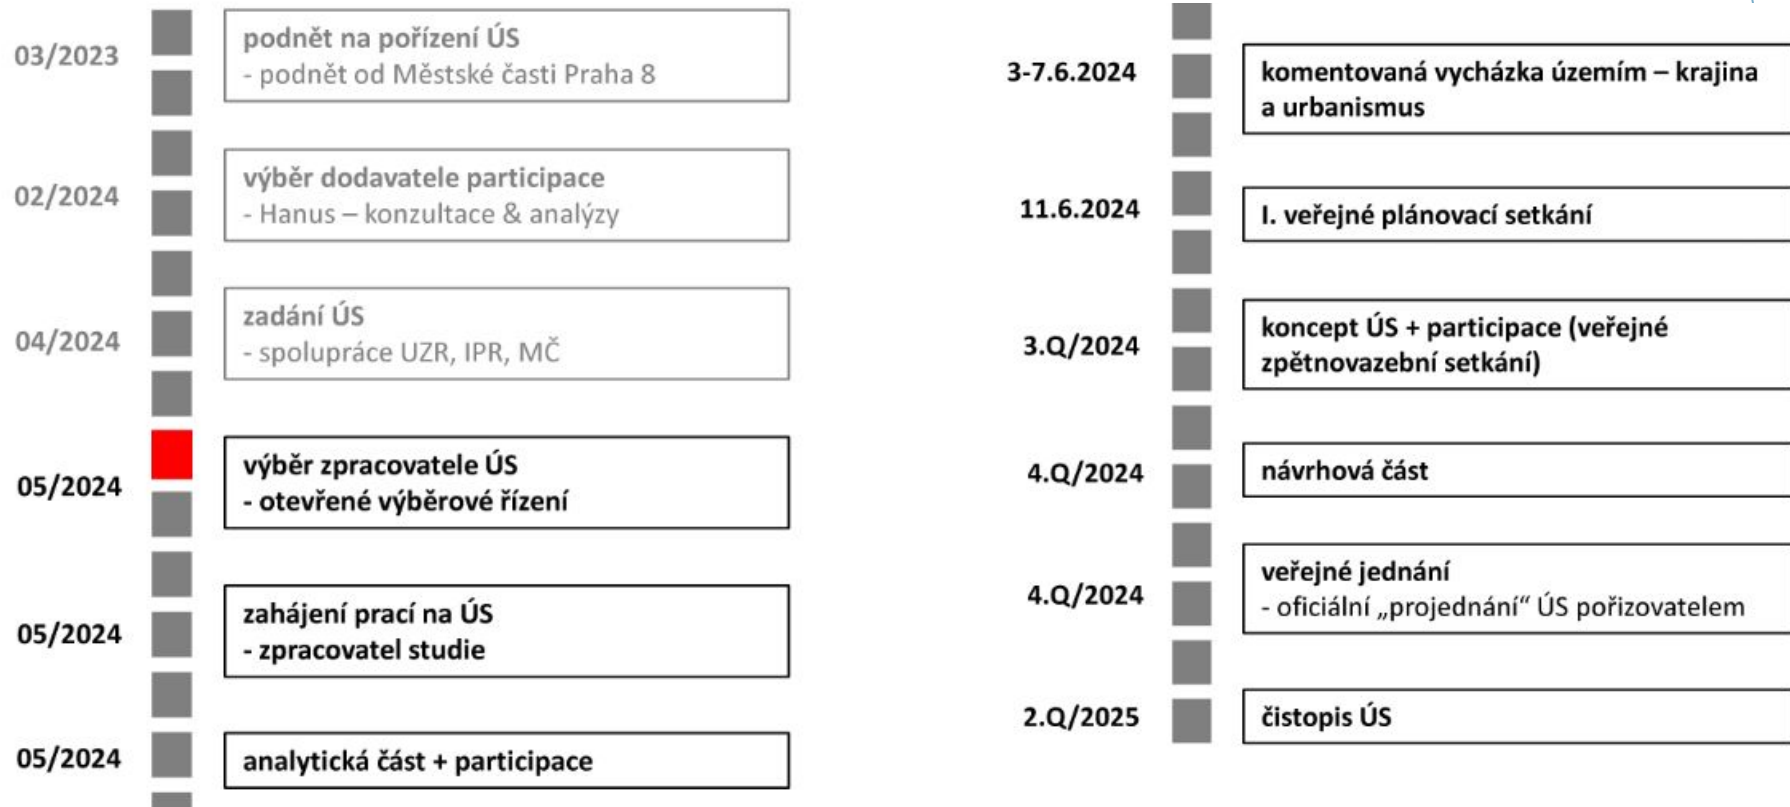 03/2023
podnět na pořízení ÚS
- podnět od Městské časti Praha 8
02/2024
výběr dodavatele participace
- Hanus – konzultace & analýzy
04/2024
zadání ÚS
- spolupráce UZR, IPR, MČ
05/2024
výběr zpracovatele ÚS
- otevřené výběrové řízení
05/2024
zahájení prací na ÚS
- zpracovatel studie
05/2024
analytická část + participace
3-7.6.2024
komentovaná vycházka územím – krajina
a urbanismus
11.6.2024
I. veřejné plánovací setkání
3.Q/2024
koncept ÚS + participace (veřejné
zpětnovazební setkání)
4.Q/2024
návrhová část
4.Q/2024
veřejné jednání
- oficiální „projednání“ ÚS pořizovatelem
2.Q/2025
čistopis ÚS